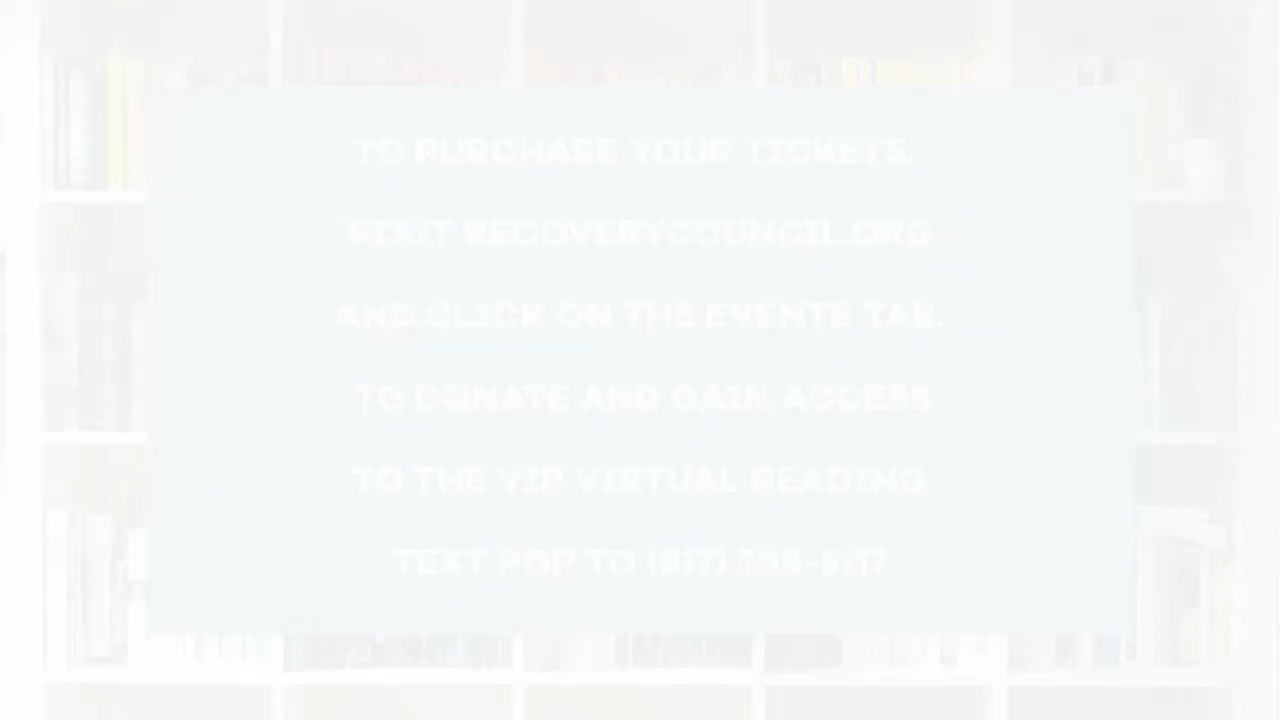 TO PURCHASE YOUR TICKETS,
VISIT RECOVERYCOUNCIL.ORG
AND CLICK ON THE EVENTS TAB.
TO DONATE AND GAIN ACCESS
TO THE VIP VIRTUAL READING
TEXT POP TO (917)